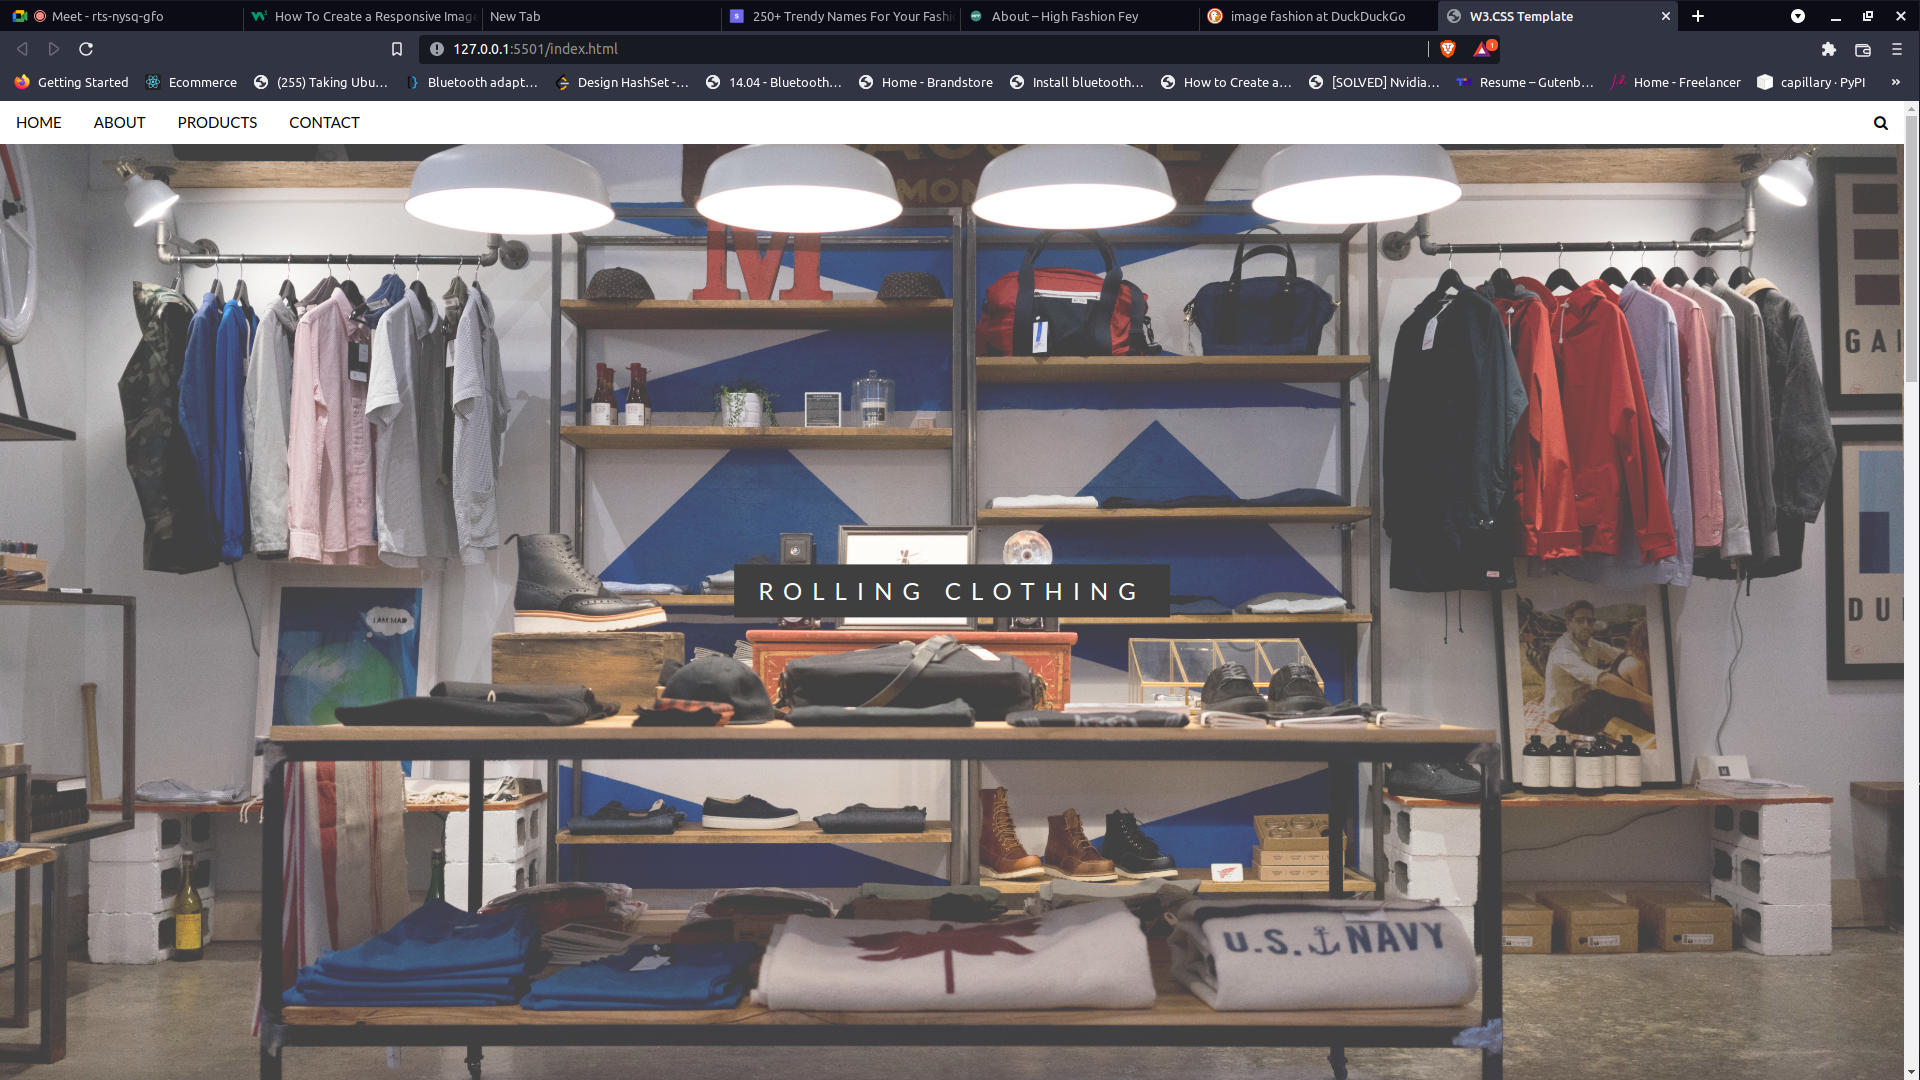 Meet - rts-nysq-gfo
How To Create a Responsive Imag
New Tab
250+ Trendy Names For Your Fashi
About – High Fashion Fey
image fashion at DuckDuckGo
W3.CSS Template
127.0.0.1:5501/index.html
1
Getting Started
Ecommerce
(255) Taking Ubu...
Bluetooth adapt...
Design HashSet -...
14.04 - Bluetooth...
Home - Brandstore
Install bluetooth...
How to Create a...
[SOLVED] Nvidia...
Resume – Gutenb...
Home - Freelancer
capillary · PyPI
»
HOME
ABOUT
PRODUCTS
CONTACT
M
GA
ROLLING CLOTHING
DU
I AM MAD
U.S. NAVY